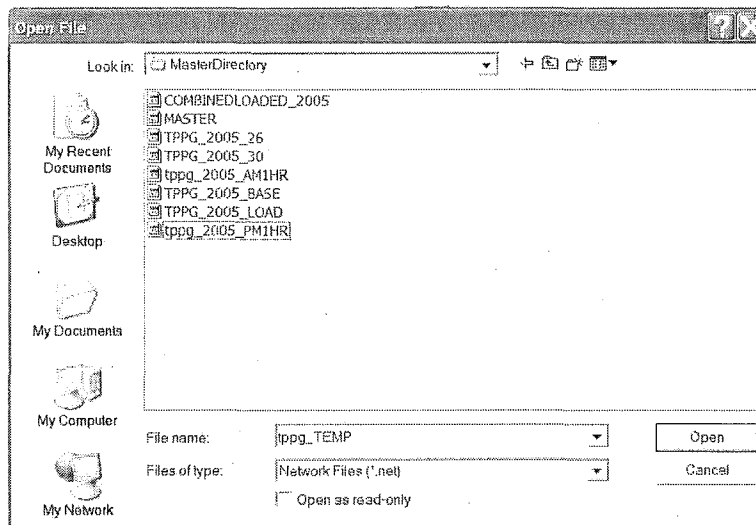 Open File
Look in: MasterDirectory
COMBINEDLOADED_2005
MASTER
TPPG_2005_26
TPPG_2005_30
tppg_2005_AM1HR
TPPG_2005_BASE
TPPG_2005_LOAD
tppg_2005_PM1HR
My Recent
Documents
Desktop
My Documents
My Computer
My Network
File name: tppg_TEMP
Open
Files of type: Network Files (*.net)
Cancel
Open as read-only